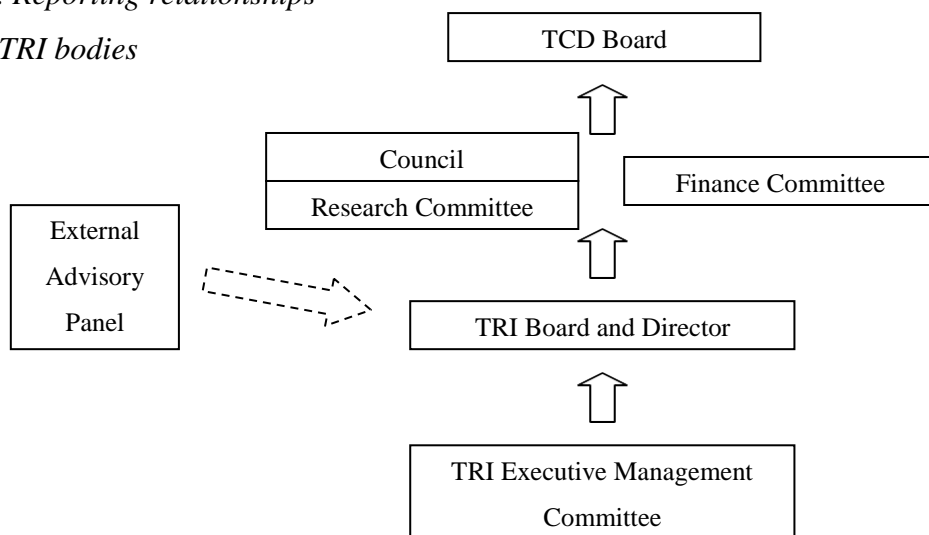 . Reporting relationships
TRI bodies
TCD Board
Council
Research Committee
Finance Committee
External
Advisory
Panel
TRI Board and Director
TRI Executive Management
Committee